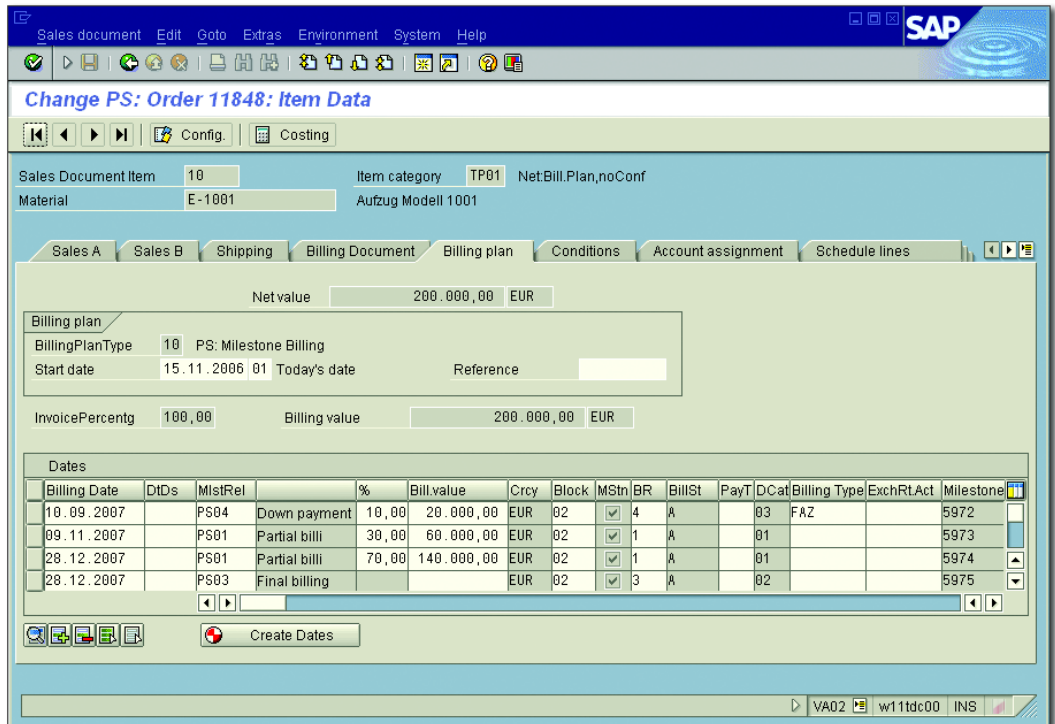 Sales document Edit Goto Extras Environment System Help
SAP
Change PS: Order 11848: Item Data
Config. Costing
Sales Document Item 10 Item category TP01 Net:Bill.Plan,noConf
Material E-1001 Aufzug Modell 1001
Sales A Sales B Shipping Billing Document Billing plan Conditions Account assignment Schedule lines
Net value 200.000,00 EUR
Billing plan
BillingPlanType 10 PS: Milestone Billing
Start date 15.11.2006 01 Today's date Reference
InvoicePercentg 100,00 Billing value 200.000,00 EUR
Dates
Billing Date DtDs MlstRel % Bill.value Crcy Block MStn BR BillSt PayT DCat Billing Type ExchRt.Act Milestone
10.09.2007 PS04 Down payment 10,00 20.000,00 EUR 02 4 A 03 FAZ 5972
09.11.2007 PS01 Partial billi 30,00 60.000,00 EUR 02 1 A 01 5973
28.12.2007 PS01 Partial billi 70,00 140.000,00 EUR 02 1 A 01 5974
28.12.2007 PS03 Final billing EUR 02 3 A 02 5975
Create Dates
VA02 w11tdc00 INS